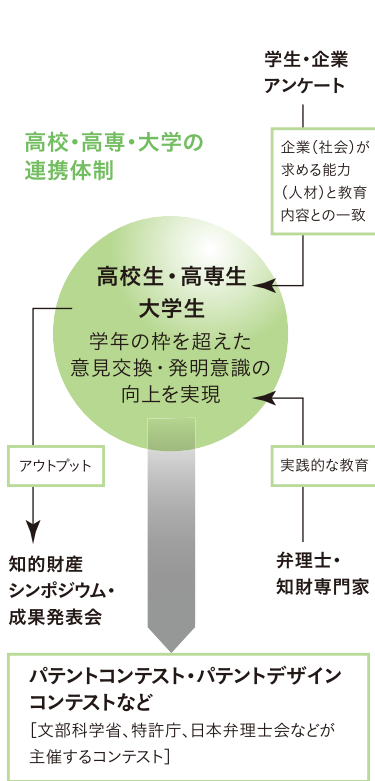 学生・企業
アンケート
高校・高専・大学の
連携体制
企業（社会）が
求める能力
（人材）と教育
内容との一致
高校生・高専生
大学生
学年の枠を超えた
意見交換・発明意識の
向上を実現
アウトプット
実践的な教育
知的財産
シンポジウム・
成果発表会
弁理士・
知財専門家
パテントコンテスト・パテントデザイン
コンテストなど
［文部科学省、特許庁、日本弁理士会などが
主催するコンテスト］